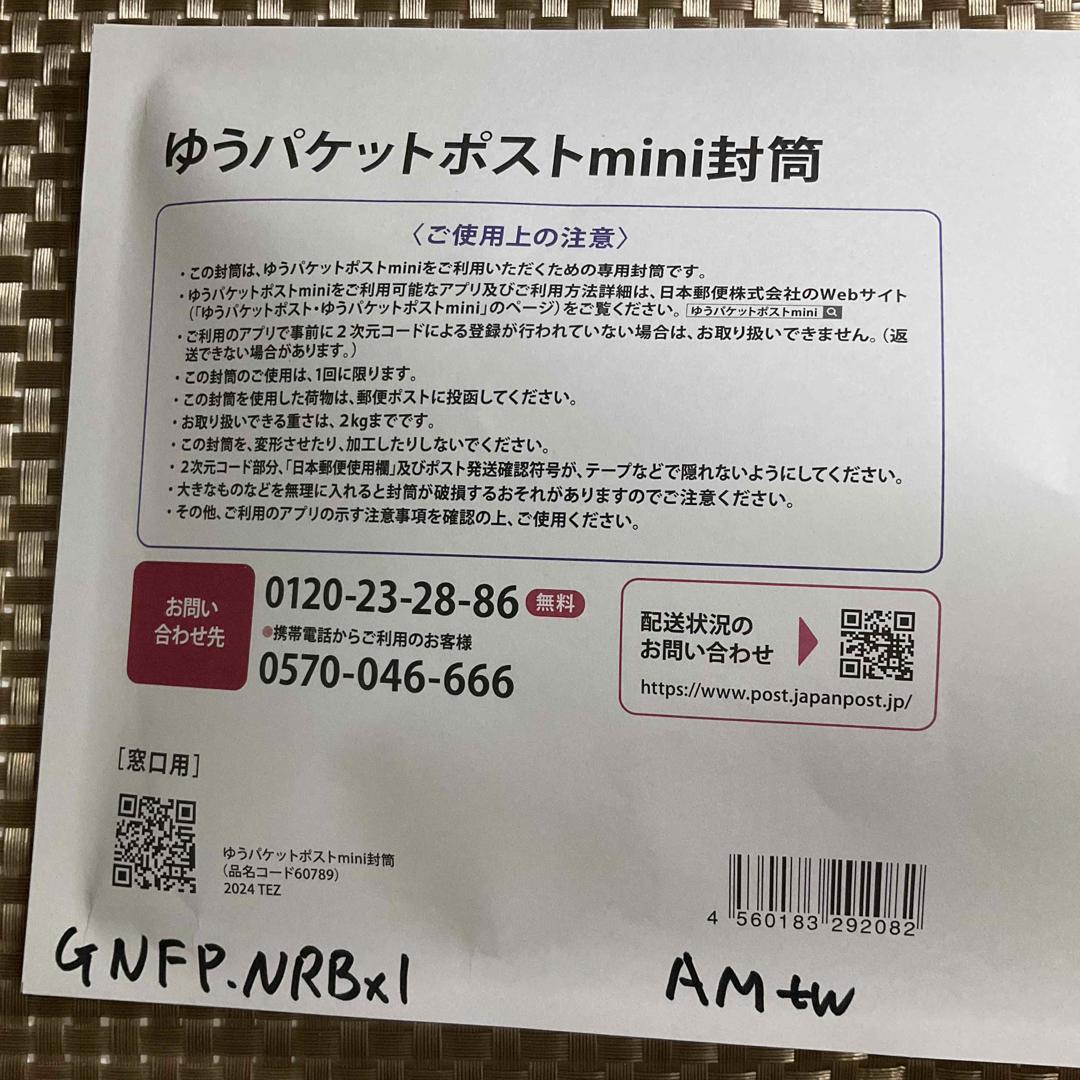 ゆうパケットポストmini封筒
〈ご使用上の注意〉
・この封筒は、ゆうパケットポストminiをご利用いただくための専用封筒です。
・ゆうパケットポストminiをご利用可能なアプリ及びご利用方法詳細は、日本郵便株式会社のWebサイト
(「ゆうパケットポスト・ゆうパケットポストmini」のページ)をご覧ください。 ゆうパケットポストmini
・ご利用のアプリで事前に2次元コードによる登録が行われていない場合は、お取り扱いできません。(返
送できない場合があります。)
・この封筒のご使用は、1回に限ります。
・この封筒を使用した荷物は、郵便ポストに投函してください。
・お取り扱いできる重さは、2kgまでです。
・この封筒を、変形させたり、加工したりしないでください。
・2次元コード部分、「日本郵便使用欄」及びポスト発送確認符号が、テープなどで隠れないようにしてください。
・大きなものなどを無理に入れると封筒が破損するおそれがありますのでご注意ください。
・その他、ご利用のアプリの示す注意事項を確認の上、ご使用ください。
お問い
合わせ先
0120-23-28-86 無料
●携帯電話からご利用のお客様
0570-046-666
配送状況の
お問い合わせ
https://www.post.japanpost.jp/
[窓口用]
ゆうパケットポストmini封筒
(品名コード60789)
2024 TEZ
4 560183 292082
GNFP.NRBx1
AM tw